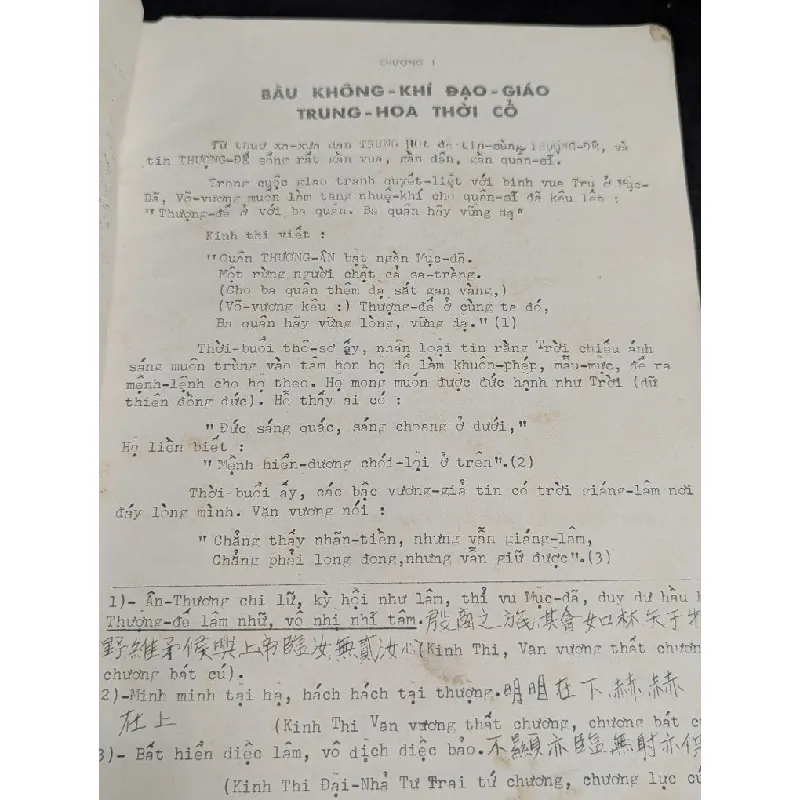 CHƯƠNG I
BẦU KHÔNG-KHÍ ĐẠO-GIÁO
TRUNG-HOA THỜI CỔ
Từ thuở xa-xưa dân TRUNG HOA đã tin-sùng THƯỢNG-ĐẾ, và
tin THƯỢNG-ĐẾ sống rất gần vua, gần dân, gần quân-sĩ.
Trong cuộc giao tranh quyết-liệt với binh vua Trụ ở Mục-
Dã, Võ-vương muốn làm tăng nhuệ-khí cho quân-sĩ đã kêu lên :
"Thượng-đế ở với ba quân. Ba quân hãy vững dạ"
Kinh thi viết :
"Quân THƯƠNG-ÂN bạt ngàn Mục-dã.
Một rừng người chật cả sa-tràng.
(Cho ba quân thêm dạ sắt gan vàng,)
(Võ-vương kêu :) Thượng-đế ở cùng ta đó,
Ba quân hãy vững lòng, vững dạ." (1)
Thời-buổi thô-sơ ấy, nhân loại tin rằng Trời chiếu ánh
sáng muôn trùng vào tâm hồn họ để làm khuôn-phép, mẫu-mực, để ra
mệnh-lệnh cho họ theo. Họ mong muốn được đức hạnh như Trời (dữ
thiên đồng đức). Hễ thấy ai có :
"Đức sáng quắc, sáng choang ở dưới,"
Họ liền biết :
"Mệnh hiển-dương chói-lọi ở trên".(2)
Thời-buổi ấy, các bậc vương-giả tin có trời giáng-lâm nơi
đáy lòng mình. Văn vương nói :
" Chẳng thấy nhãn-tiền, nhưng vẫn giáng-lâm,
Chẳng phải long đong,nhưng vẫn giữ được".(3)
1)- Ân-Thương chi lữ, kỳ hội như lâm, thỉ vu Mục-dã, duy dư hầu h
Thượng-đế lâm nhữ, vô nhị nhĩ tâm.殷商之旅其會如林矢于牧
野維予侯興上帝臨汝無貳汝心(Kinh Thi, Văn vương thất chươn
chương bát cú).
2)-Minh minh tại hạ, hách hách tại thượng.明明在下 赫赫
在上 (Kinh Thi Văn vương thất chương, chương bát c
3)- Bất hiển diệc lâm, vô dịch diệc bảo.不顯亦臨無射亦保
(Kinh Thi Đại-Nhã Tư Trai tứ chương, chương lục cú